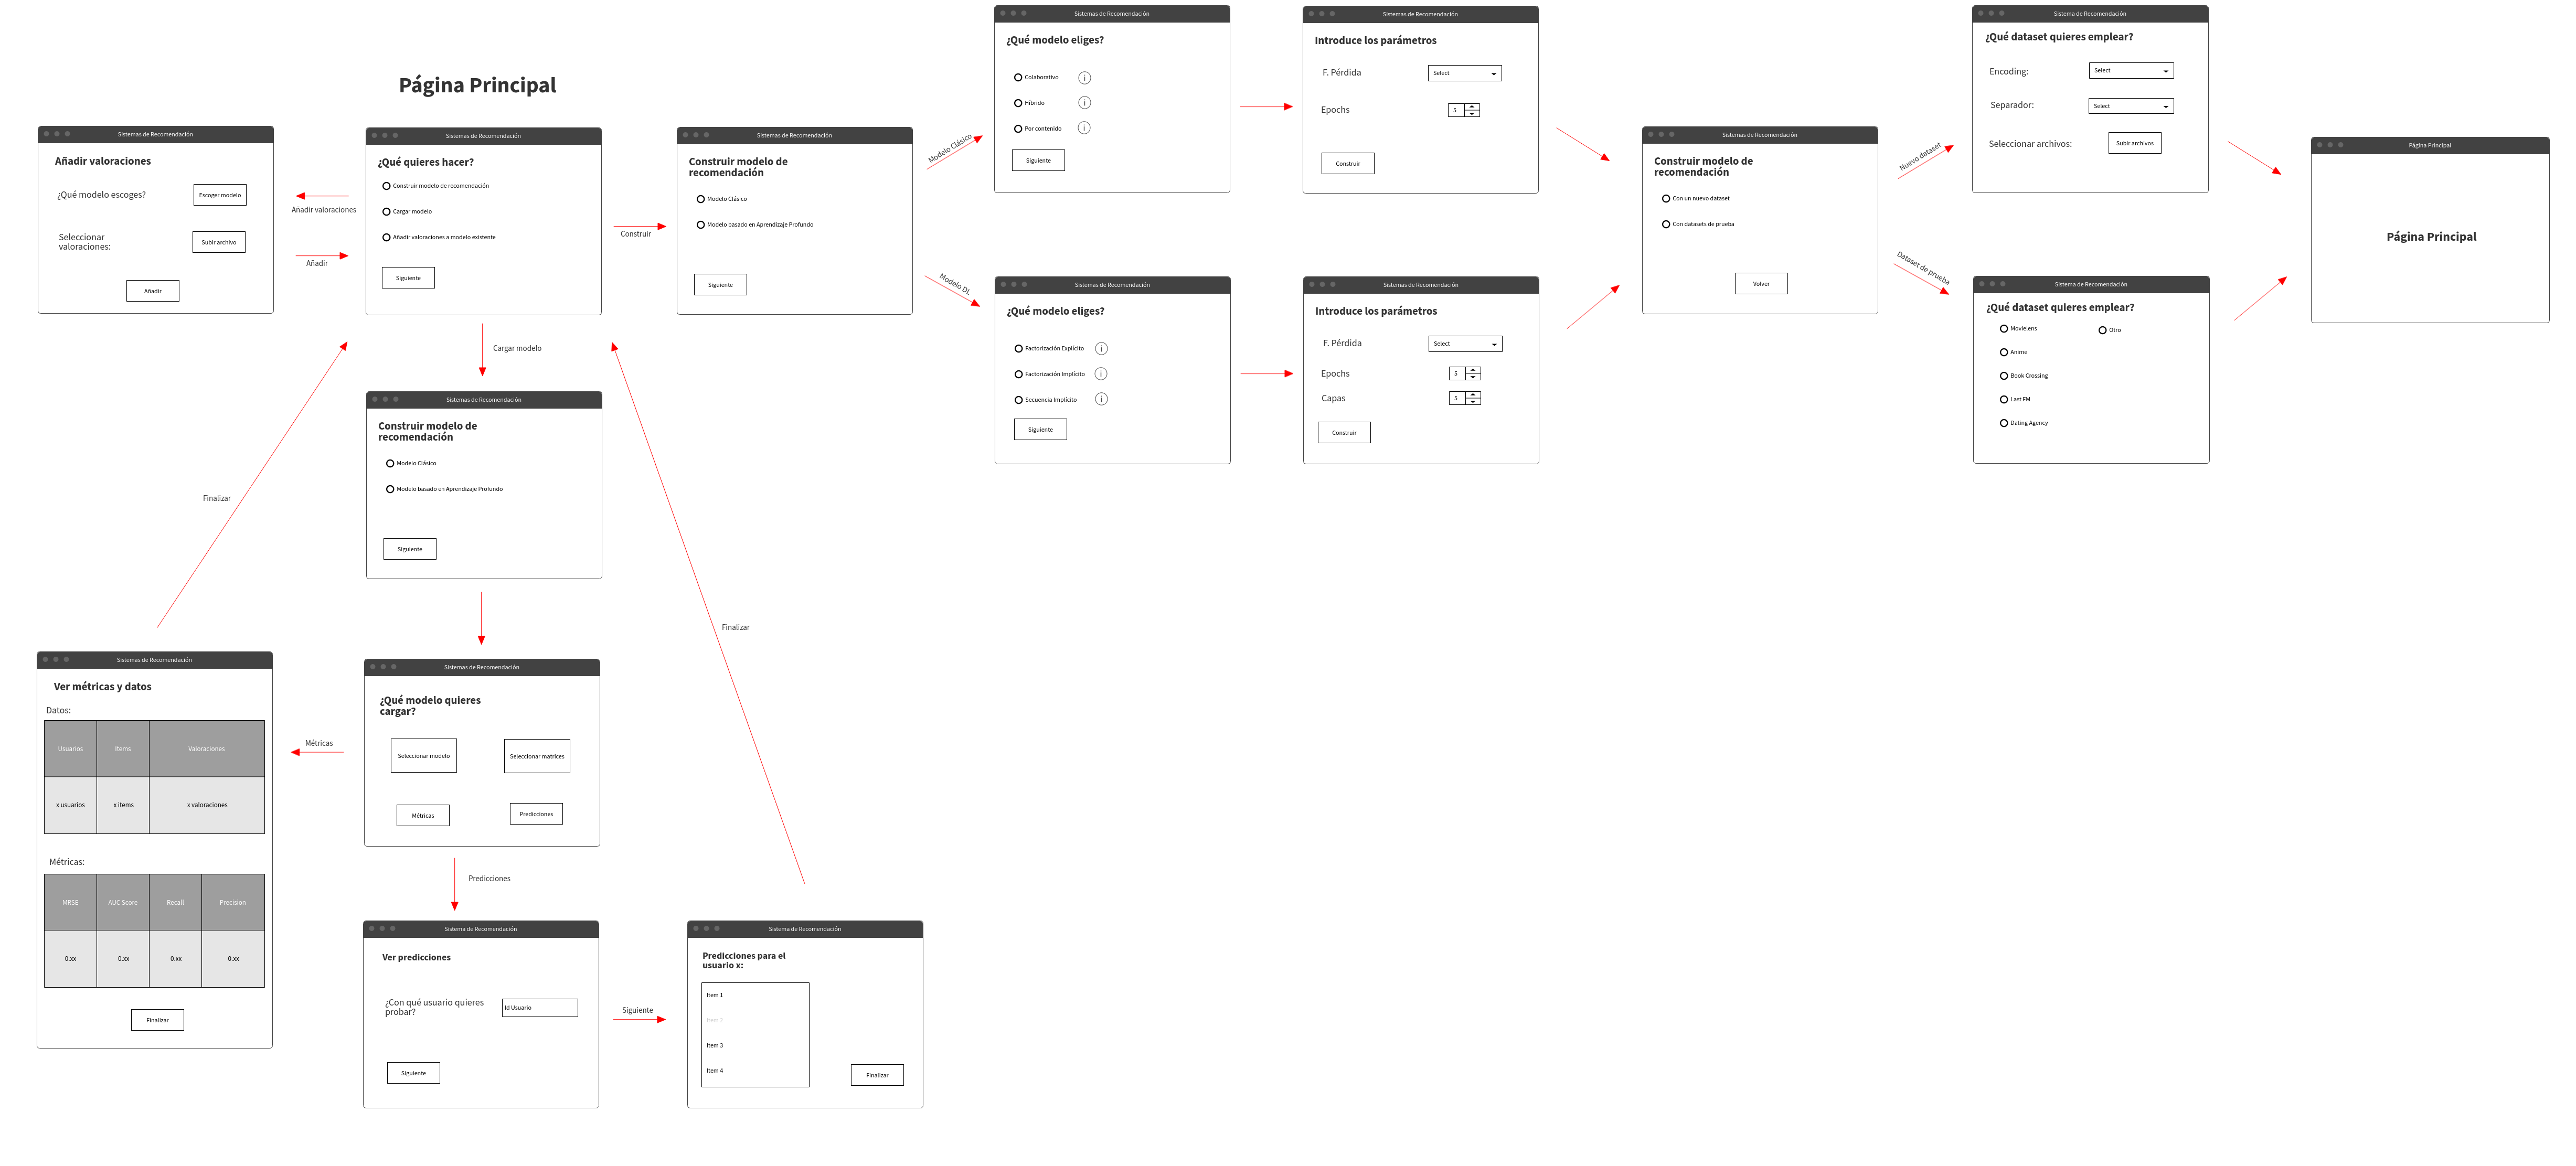 Página Principal
Sistemas de Recomendación
Añadir valoraciones
¿Qué modelo escoges?
Escoger modelo
Seleccionar
valoraciones:
Subir archivo
Añadir
Añadir valoraciones
Añadir
Sistemas de Recomendación
¿Qué quieres hacer?
Construir modelo de recomendación
Cargar modelo
Añadir valoraciones a modelo existente
Siguiente
Construir
Sistemas de Recomendación
Construir modelo de
recomendación
Modelo Clásico
Modelo basado en Aprendizaje Profundo
Siguiente
Modelo Clásico
Modelo DL
Sistemas de Recomendación
¿Qué modelo eliges?
Colaborativo
i
Híbrido
i
Por contenido
i
Siguiente
Sistemas de Recomendación
Introduce los parámetros
F. Pérdida
Select
Epochs
5
Construir
Sistemas de Recomendación
¿Qué modelo eliges?
Factorización Explícito
i
Factorización Implícito
i
Secuencia Implícito
i
Siguiente
Sistemas de Recomendación
Introduce los parámetros
F. Pérdida
Select
Epochs
5
Capas
5
Construir
Sistemas de Recomendación
Construir modelo de
recomendación
Con un nuevo dataset
Con datasets de prueba
Volver
Nuevo dataset
Dataset de prueba
Sistema de Recomendación
¿Qué dataset quieres emplear?
Encoding:
Select
Separador:
Select
Seleccionar archivos:
Subir archivos
Sistema de Recomendación
¿Qué dataset quieres emplear?
Movielens
Otro
Anime
Book Crossing
Last FM
Dating Agency
Página Principal
Página Principal
Cargar modelo
Sistemas de Recomendación
Construir modelo de
recomendación
Modelo Clásico
Modelo basado en Aprendizaje Profundo
Siguiente
Finalizar
Finalizar
Sistemas de Recomendación
Ver métricas y datos
Datos:
Usuarios
Items
Valoraciones
x usuarios
x items
x valoraciones
Métricas:
MRSE
AUC Score
Recall
Precision
0.xx
0.xx
0.xx
0.xx
Finalizar
Métricas
Sistemas de Recomendación
¿Qué modelo quieres
cargar?
Seleccionar modelo
Seleccionar matrices
Métricas
Predicciones
Predicciones
Sistema de Recomendación
Ver predicciones
¿Con qué usuario quieres
probar?
Id Usuario
Siguiente
Siguiente
Sistema de Recomendación
Predicciones para el
usuario x:
Item 1
Item 2
Item 3
Item 4
Finalizar